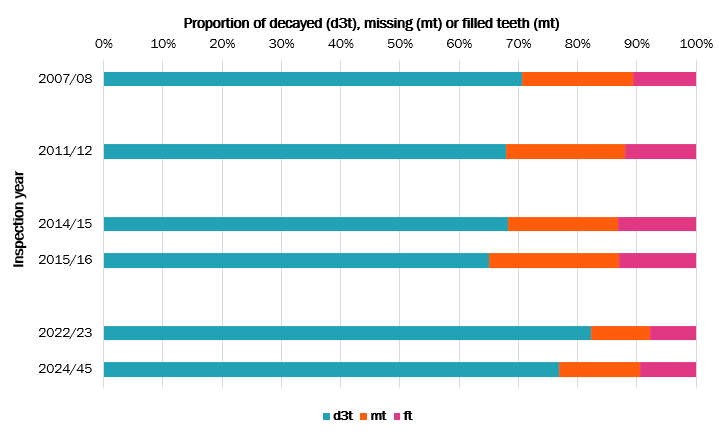 Proportion of decayed (d3t), missing (mt) or filled teeth (mt)
0% 10% 20% 30% 40% 50% 60% 70% 80% 90% 100%
Inspection year
2007/08
2011/12
2014/15
2015/16
2022/23
2024/45
d3t mt ft